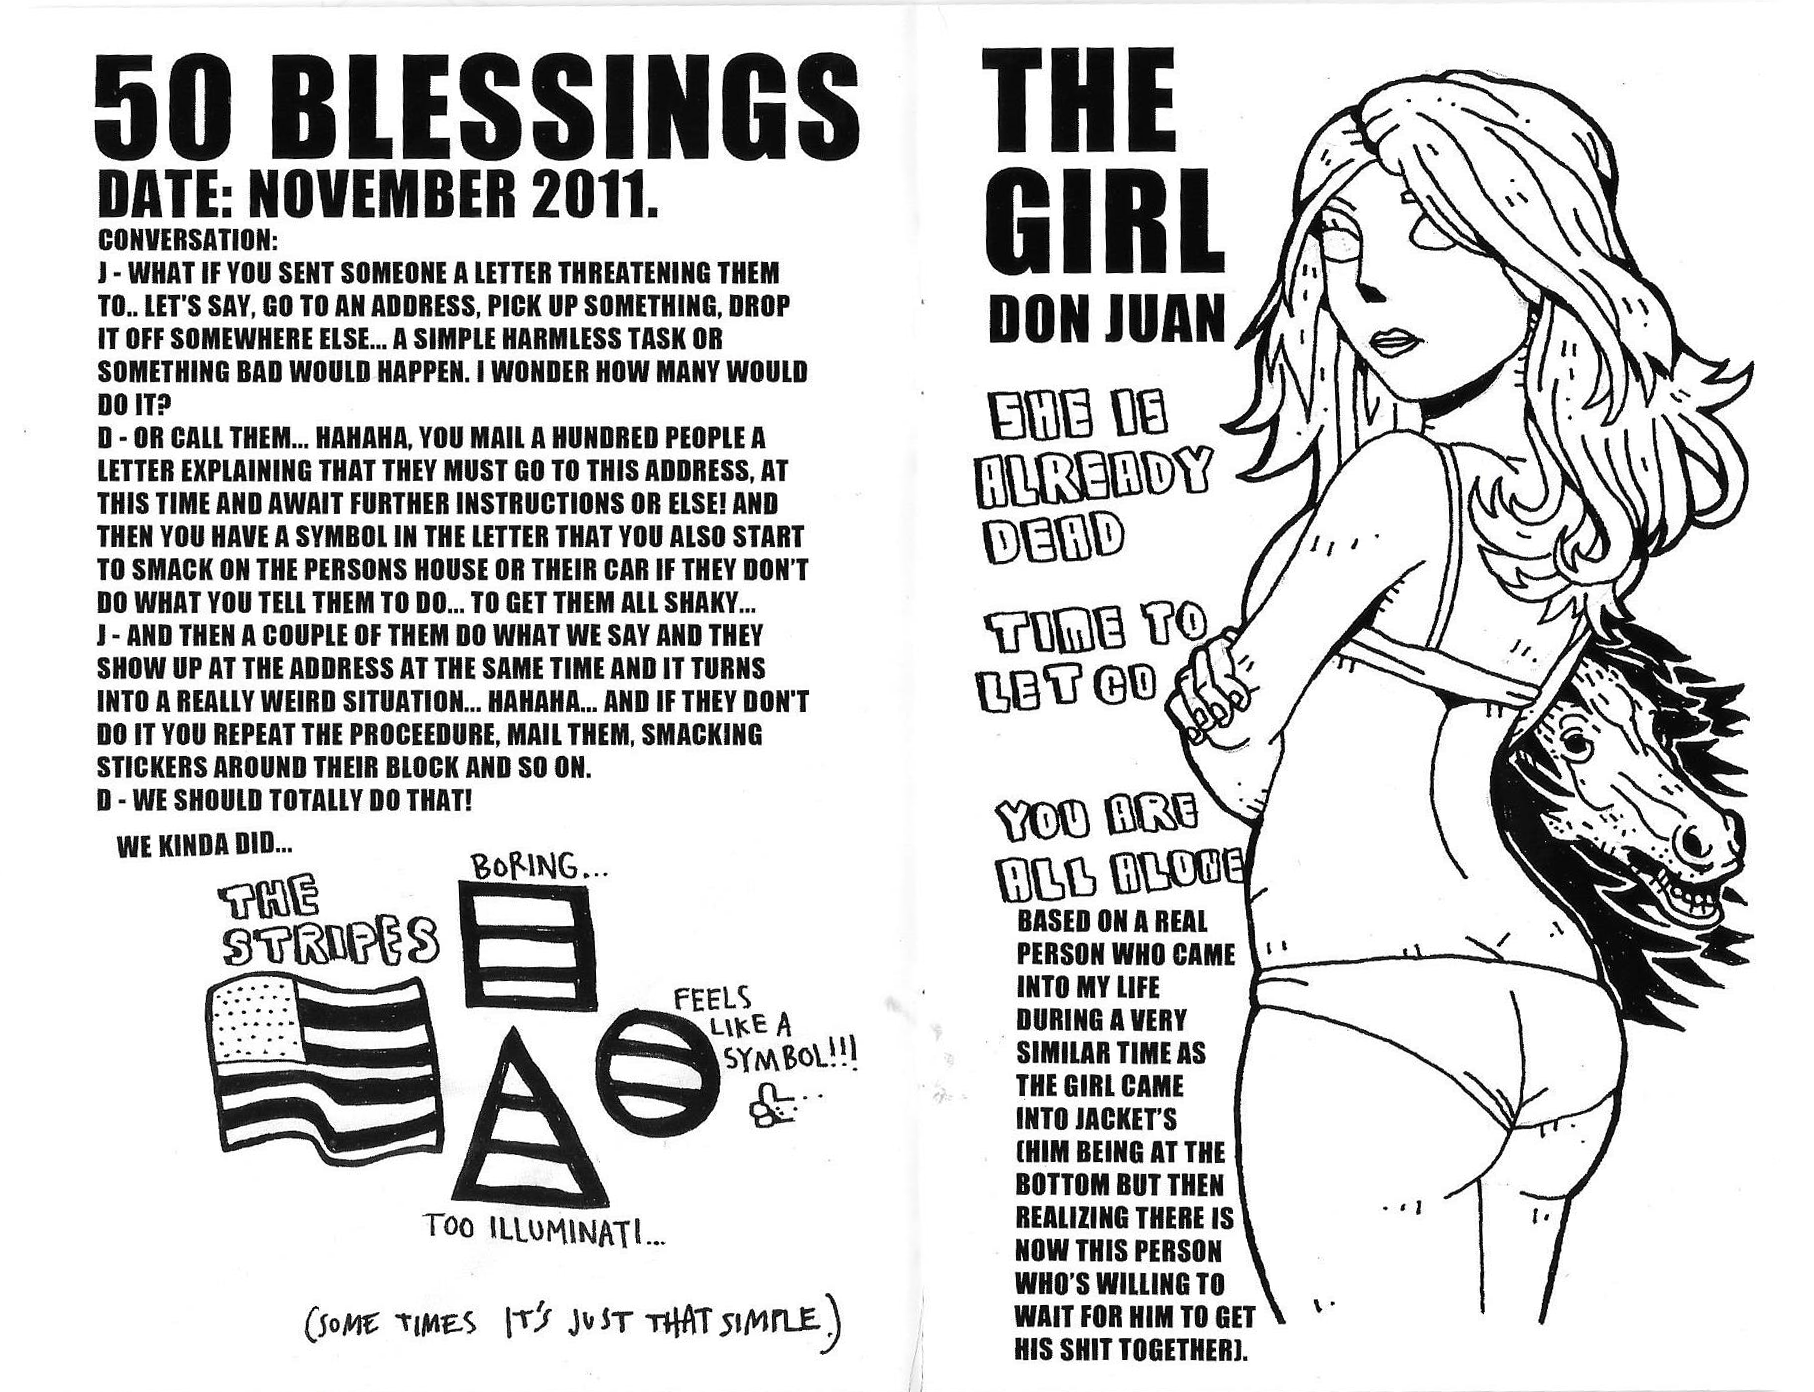 50 BLESSINGS
DATE: NOVEMBER 2011.
CONVERSATION:
J - WHAT IF YOU SENT SOMEONE A LETTER THREATENING THEM
TO.. LET'S SAY, GO TO AN ADDRESS, PICK UP SOMETHING, DROP
IT OFF SOMEWHERE ELSE... A SIMPLE HARMLESS TASK OR
SOMETHING BAD WOULD HAPPEN. I WONDER HOW MANY WOULD
DO IT?
D - OR CALL THEM... HAHAHA, YOU MAIL A HUNDRED PEOPLE A
LETTER EXPLAINING THAT THEY MUST GO TO THIS ADDRESS, AT
THIS TIME AND AWAIT FURTHER INSTRUCTIONS OR ELSE! AND
THEN YOU HAVE A SYMBOL IN THE LETTER THAT YOU ALSO START
TO SMACK ON THE PERSONS HOUSE OR THEIR CAR IF THEY DON'T
DO WHAT YOU TELL THEM TO DO... TO GET THEM ALL SHAKY...
J - AND THEN A COUPLE OF THEM DO WHAT WE SAY AND THEY
SHOW UP AT THE ADDRESS AT THE SAME TIME AND IT TURNS
INTO A REALLY WEIRD SITUATION... HAHAHA... AND IF THEY DON'T
DO IT YOU REPEAT THE PROCEEDURE, MAIL THEM, SMACKING
STICKERS AROUND THEIR BLOCK AND SO ON.
D - WE SHOULD TOTALLY DO THAT!
WE KINDA DID...
THE
STRIPES
BORING...
FEELS
LIKE A
SYMBOL!!!
TOO ILLUMINATI...
(SOME TIMES IT'S JUST THAT SIMPLE.)
THE
GIRL
DON JUAN
SHE IS
ALREADY
DEAD
TIME TO
LET GO
YOU ARE
ALL ALONE
BASED ON A REAL
PERSON WHO CAME
INTO MY LIFE
DURING A VERY
SIMILAR TIME AS
THE GIRL CAME
INTO JACKET'S
(HIM BEING AT THE
BOTTOM BUT THEN
REALIZING THERE IS
NOW THIS PERSON
WHO'S WILLING TO
WAIT FOR HIM TO GET
HIS SHIT TOGETHER).